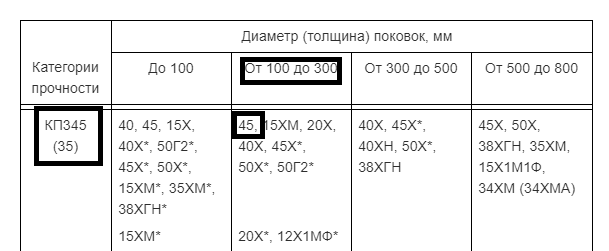 Диаметр (толщина) поковок, мм
Категории
прочности
До 100
От 100 до 300
От 300 до 500
От 500 до 800
КП345
(35)
40, 45, 15Х,
40Х*, 50Г2*,
45Х*, 50Х*,
15ХМ*, 35ХМ*,
38ХГН*
15ХМ*
45, 15ХМ, 20Х,
40Х, 45Х*,
50Х*, 50Г2*
20Х*, 12Х1МФ*
40Х, 45Х*,
40ХН, 50Х*,
38ХГН
45Х, 50Х,
38ХГН, 35ХМ,
15Х1М1Ф,
34ХМ (34ХМА)